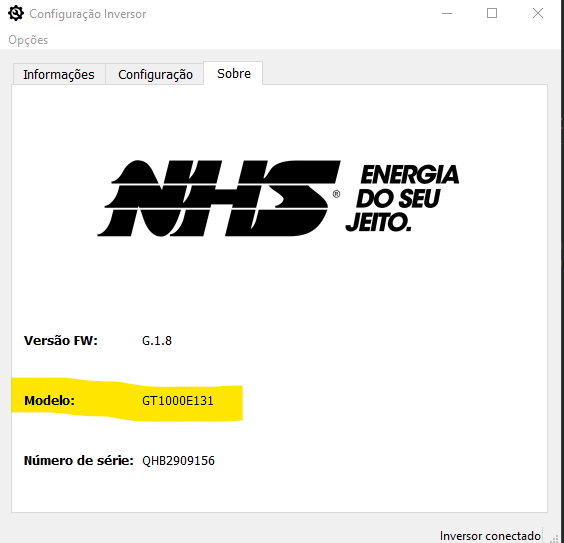 Configuração Inversor
Opções
Informações Configuração Sobre
NHS® ENERGIA
DO SEU
JEITO.
Versão FW: G.1.8
Modelo: GT1000E131
Número de série: QHB2909156
Inversor conectado